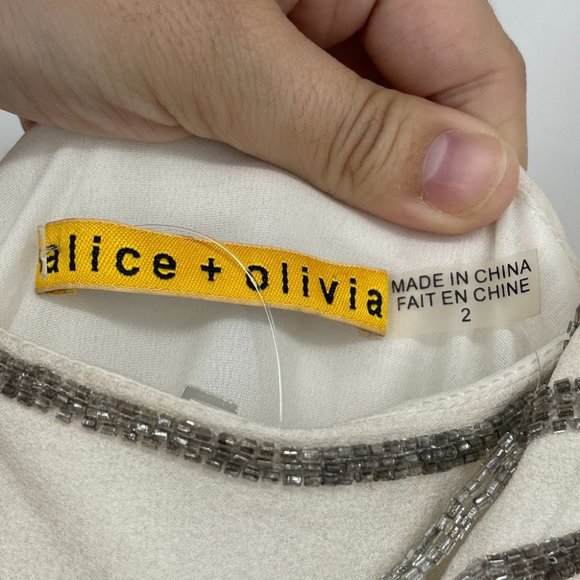 alice + olivia
MADE IN CHINA
FAIT EN CHINE
2